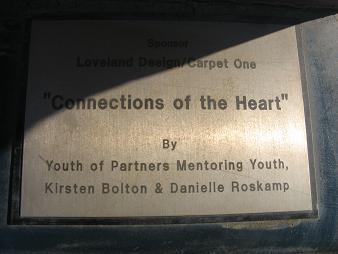 Sponsor
Loveland Design/Carpet One
"Connections of the Heart"
By
Youth of Partners Mentoring Youth,
Kirsten Bolton & Danielle Roskamp